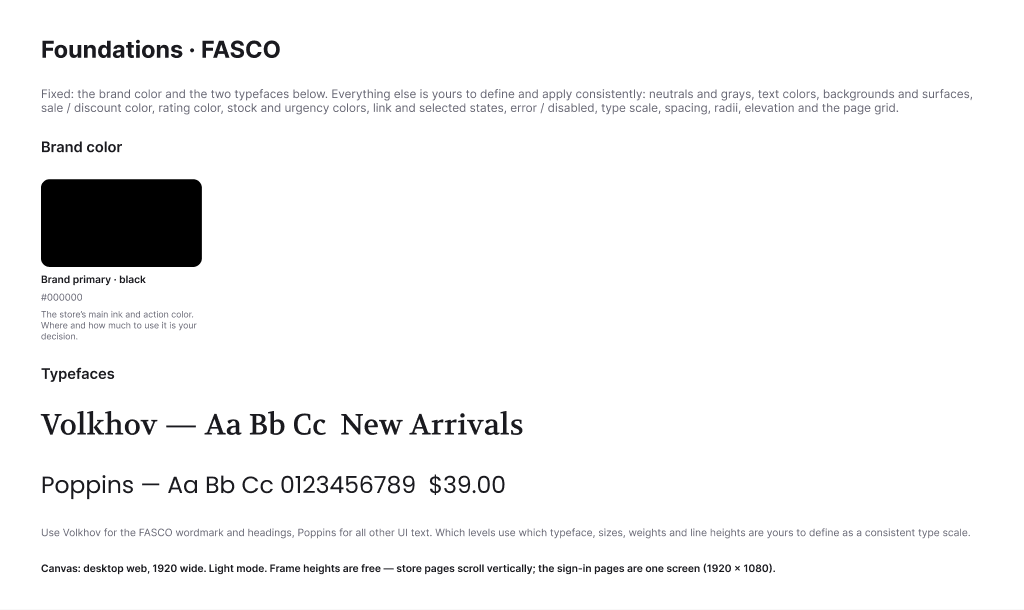 Foundations · FASCO
Fixed: the brand color and the two typefaces below. Everything else is yours to define and apply consistently: neutrals and grays, text colors, backgrounds and surfaces,
sale / discount color, rating color, stock and urgency colors, link and selected states, error / disabled, type scale, spacing, radii, elevation and the page grid.
Brand color
Brand primary · black
#000000
The store's main ink and action color.
Where and how much to use it is your
decision.
Typefaces
Volkhov — Aa Bb Cc  New Arrivals
Poppins — Aa Bb Cc 0123456789  $39.00
Use Volkhov for the FASCO wordmark and headings, Poppins for all other UI text. Which levels use which typeface, sizes, weights and line heights are yours to define as a consistent type scale.
Canvas: desktop web, 1920 wide. Light mode. Frame heights are free — store pages scroll vertically; the sign-in pages are one screen (1920 × 1080).